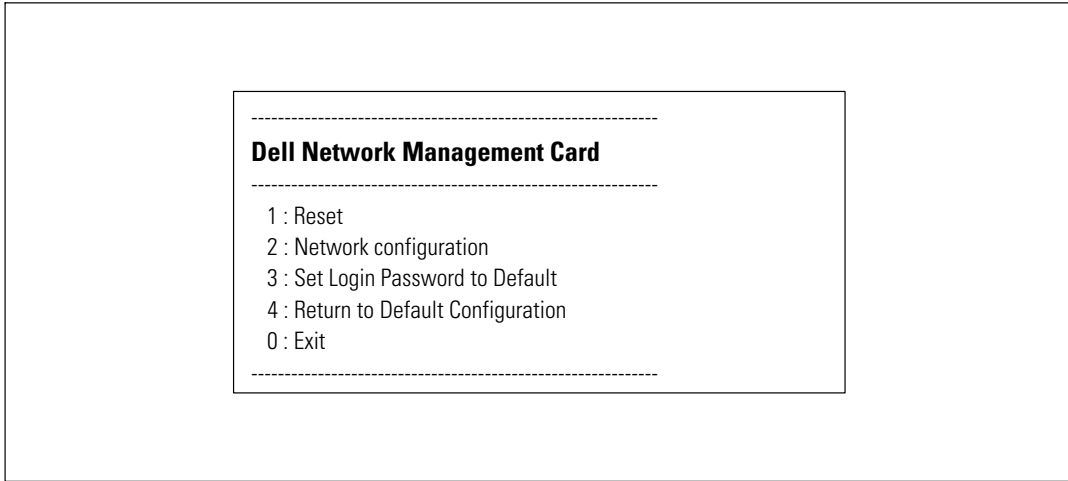 -------------------------------------------------------------
Dell Network Management Card
-------------------------------------------------------------
1 : Reset
2 : Network configuration
3 : Set Login Password to Default
4 : Return to Default Configuration
0 : Exit
-------------------------------------------------------------